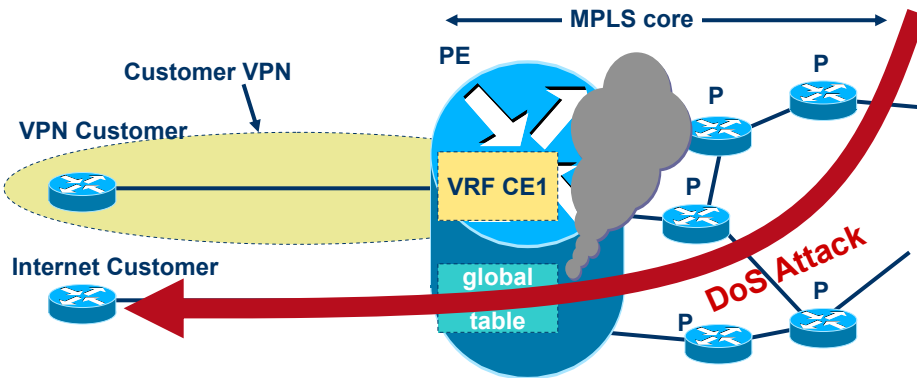 MPLS core
PE
Customer VPN
P
P
VPN Customer
VRF CE1
P
Internet Customer
global
table
DoS Attack
P
P